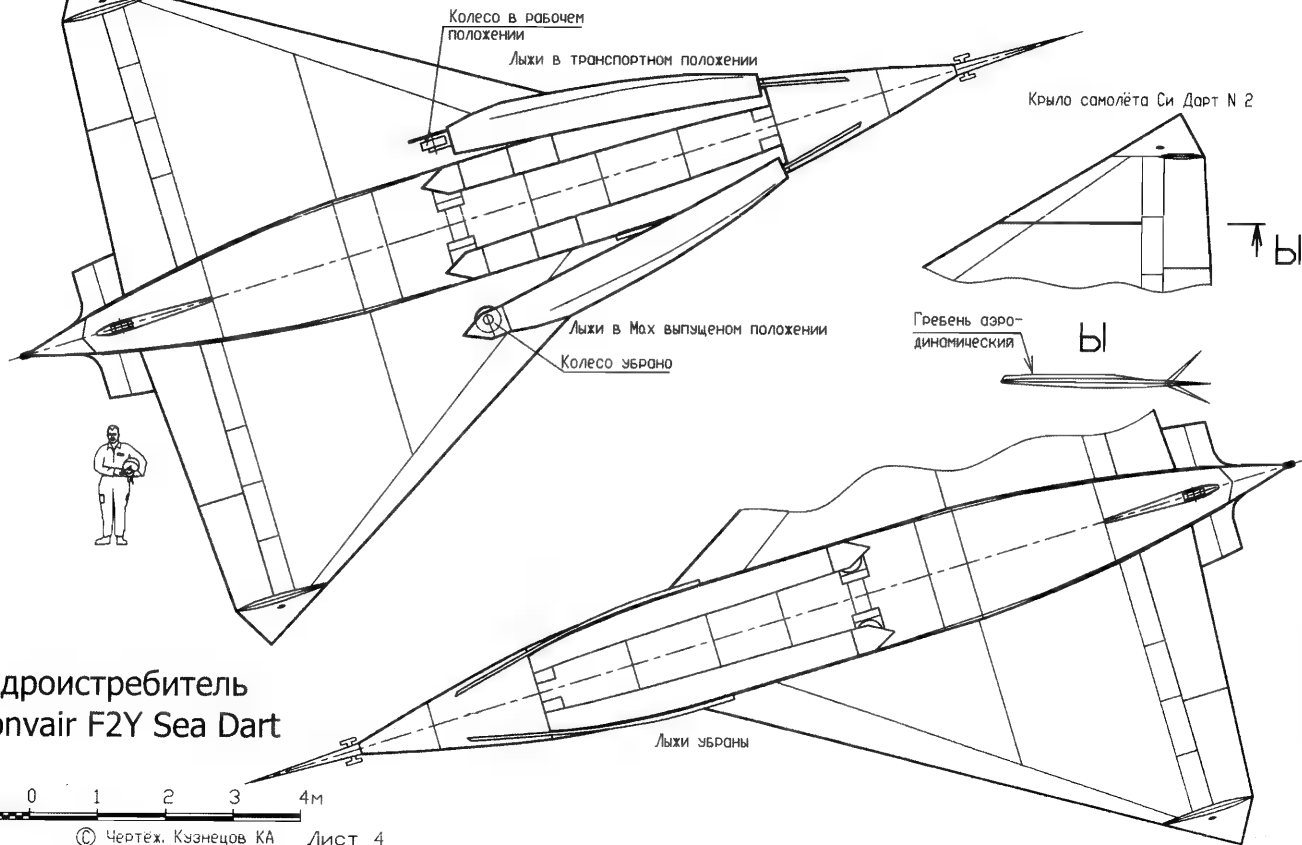 Колесо в рабочем
положении
Лыжи в транспортном положении
Крыло самолёта Си Дарт N 2
Ы
Гребень аэро-
динамический
Ы
Лыжи в Мах выпущеном положении
Колесо убрано
дроистребитель
onvair F2Y Sea Dart
Лыжи убраны
0 1 2 3 4м
© Чертёж. Кузнецов КА Лист 4